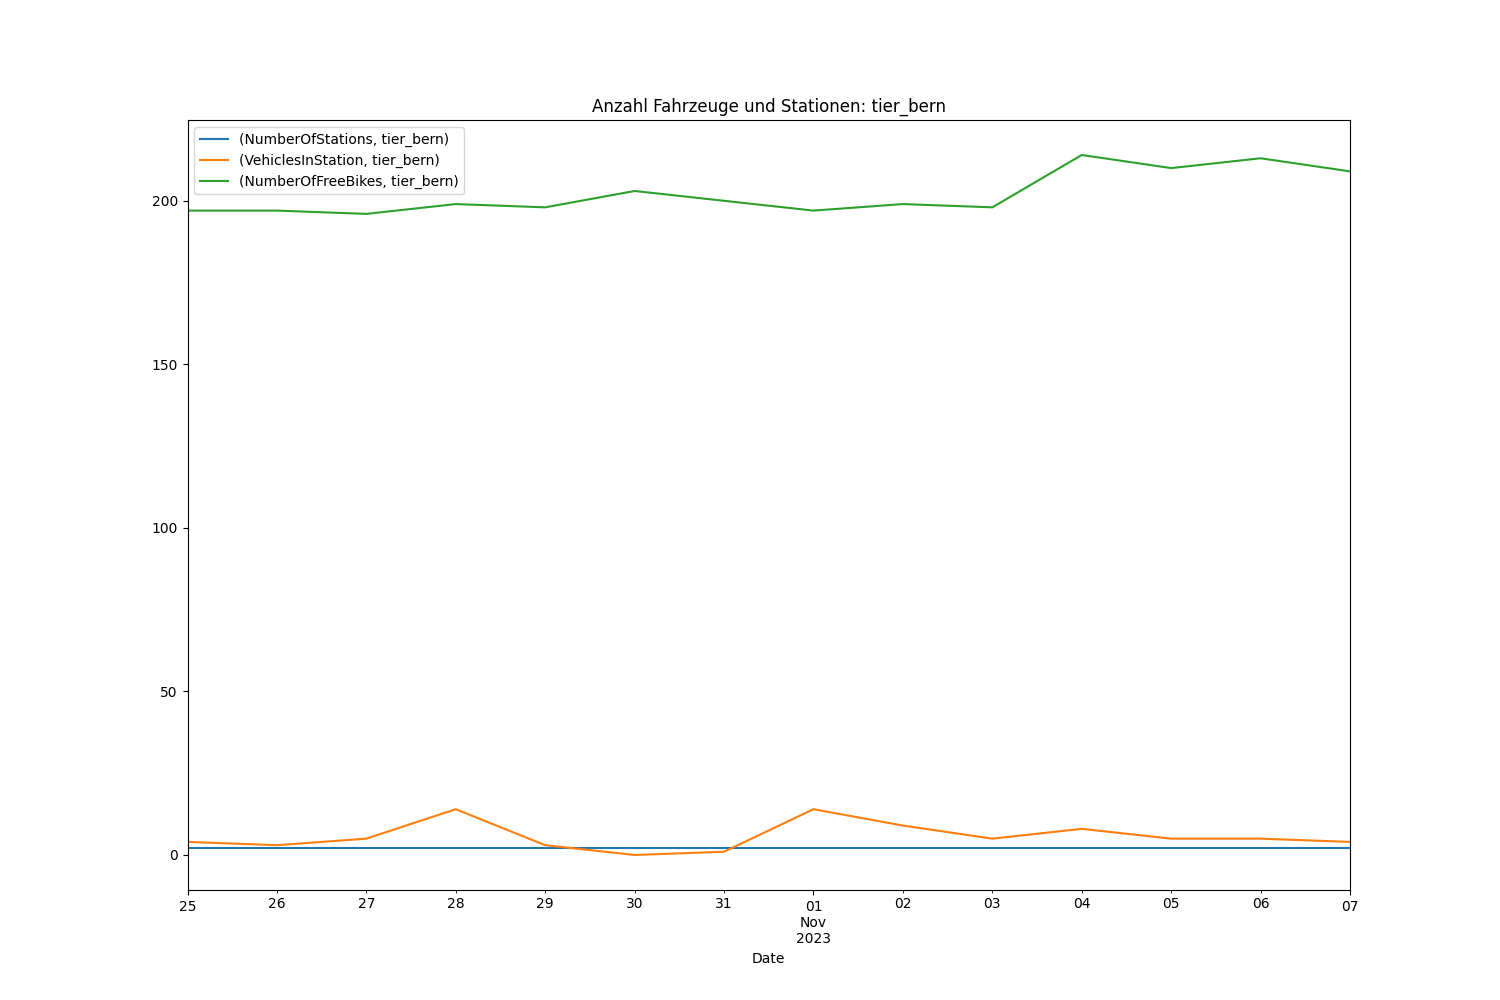 Anzahl Fahrzeuge und Stationen: tier_bern
(NumberOfStations, tier_bern)
(VehiclesInStation, tier_bern)
(NumberOfFreeBikes, tier_bern)
200
150
100
50
0
25 26 27 28 29 30 31 01 02 03 04 05 06 07
Nov
2023
Date